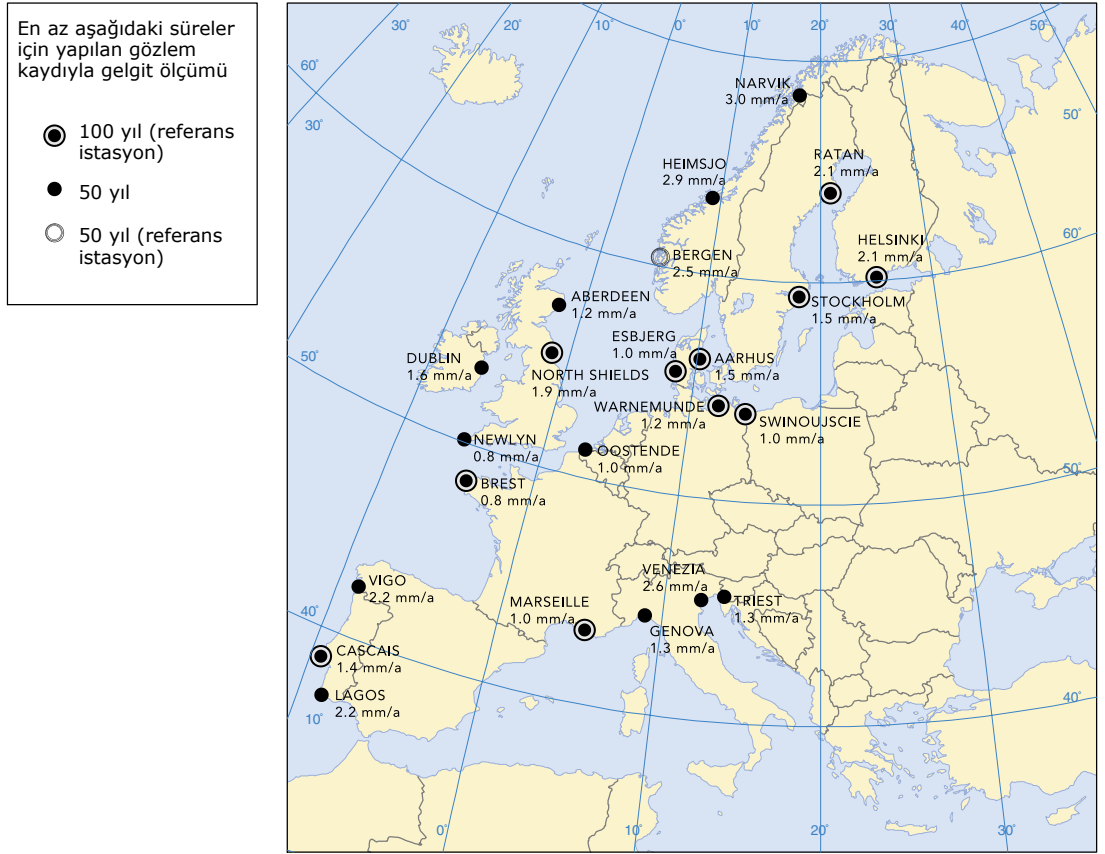 En az aşağıdaki süreler
için yapılan gözlem
kaydıyla gelgit ölçümü
100 yıl (referans
istasyon)
50 yıl
50 yıl (referans
istasyon)
30°
20°
10°
0°
10°
20°
30°
40°
50°
60°
30°
50°
40°
10°
50°
60°
50°
40°
0°
10°
20°
30°
NARVIK
3.0 mm/a
RATAN
2.1 mm/a
HEIMSJO
2.9 mm/a
HELSINKI
2.1 mm/a
BERGEN
2.5 mm/a
STOCKHOLM
1.5 mm/a
ABERDEEN
1.2 mm/a
ESBJERG
1.0 mm/a
AARHUS
1.5 mm/a
DUBLIN
1.6 mm/a
NORTH SHIELDS
1.9 mm/a
WARNEMUNDE
1.2 mm/a
SWINOUJSCIE
1.0 mm/a
NEWLYN
0.8 mm/a
OOSTENDE
1.0 mm/a
BREST
0.8 mm/a
VIGO
2.2 mm/a
VENEZIA
2.6 mm/a
TRIEST
1.3 mm/a
MARSEILLE
1.0 mm/a
GENOVA
1.3 mm/a
CASCAIS
1.4 mm/a
LAGOS
2.2 mm/a